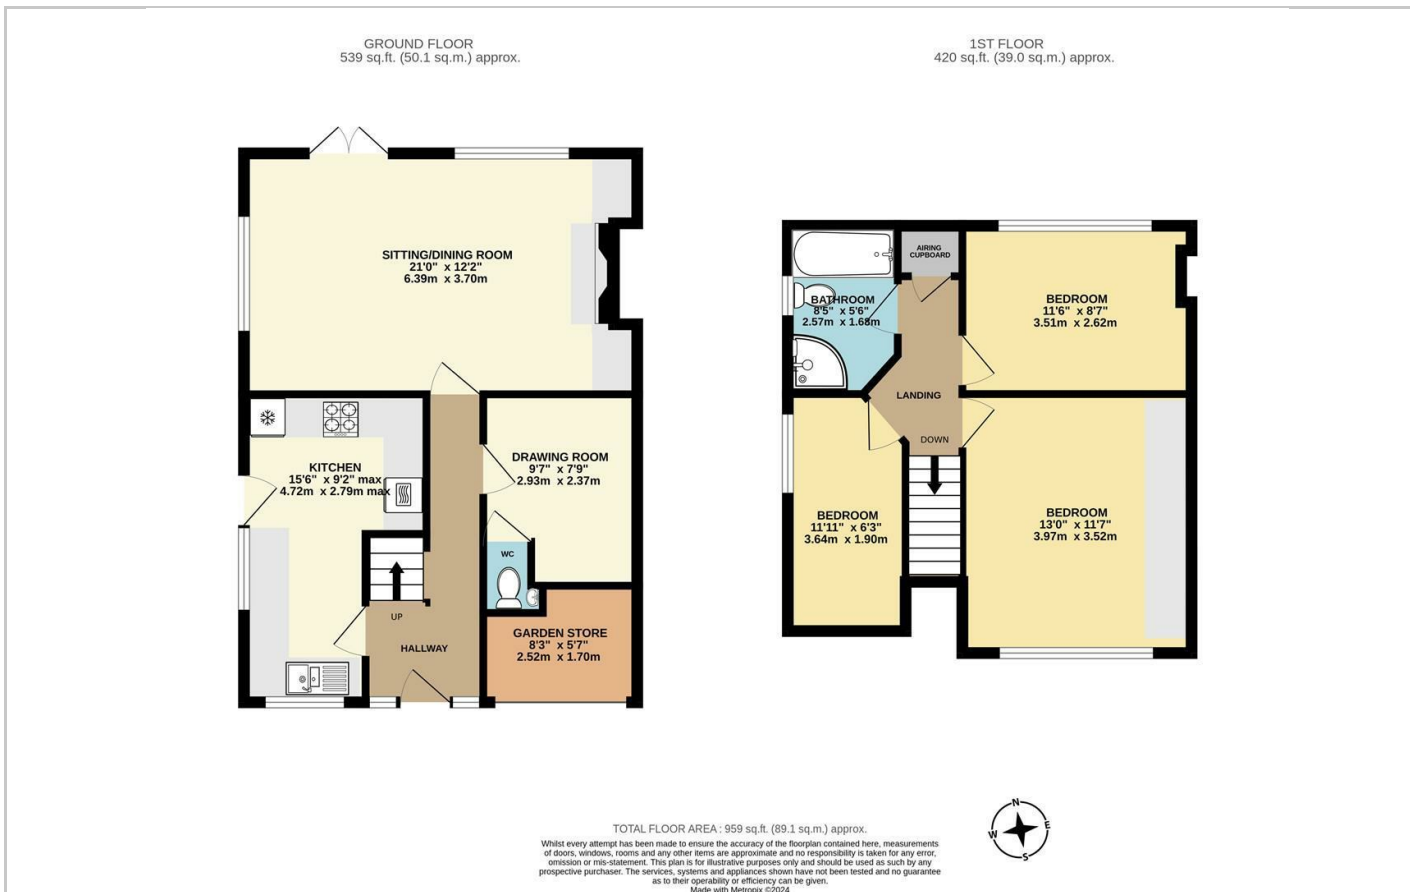 GROUND FLOOR
539 sq.ft. (50.1 sq.m.) approx.
1ST FLOOR
420 sq.ft. (39.0 sq.m.) approx.
SITTING/DINING ROOM
21'0" x 12'2"
6.39m x 3.70m
KITCHEN
15'6" x 9'2" max
4.72m x 2.79m max
DRAWING ROOM
9'7" x 7'9"
2.93m x 2.37m
WC
UP
HALLWAY
GARDEN STORE
8'3" x 5'7"
2.52m x 1.70m
AIRING
CUPBOARD
BATHROOM
8'5" x 5'6"
2.57m x 1.68m
BEDROOM
11'6" x 8'7"
3.51m x 2.62m
LANDING
DOWN
BEDROOM
11'11" x 6'3"
3.64m x 1.90m
BEDROOM
13'0" x 11'7"
3.97m x 3.52m
N
E
W
S
TOTAL FLOOR AREA : 959 sq.ft. (89.1 sq.m.) approx.
Whilst every attempt has been made to ensure the accuracy of the floorplan contained here, measurements
of doors, windows, rooms and any other items are approximate and no responsibility is taken for any error,
omission or mis-statement. This plan is for illustrative purposes only and should be used as such by any
prospective purchaser. The services, systems and appliances shown have not been tested and no guarantee
as to their operability or efficiency can be given.
Made with Metropix ©2024